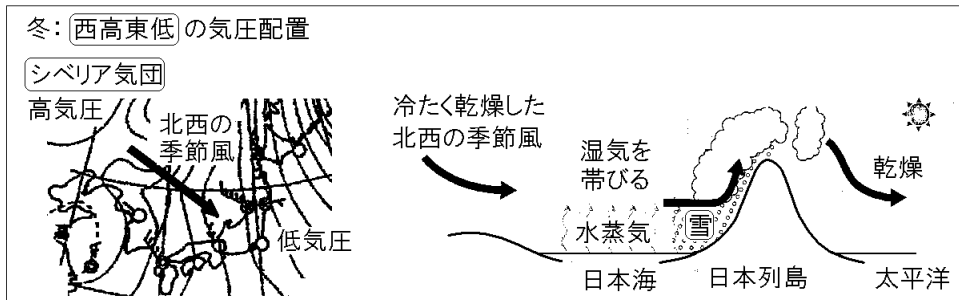 冬: 西高東低 の気圧配置
シベリア気団
高気圧
北西の
季節風
低気圧
冷たく乾燥した
北西の季節風
湿気を
帯びる
水蒸気
雪
乾燥
日本海
日本列島
太平洋